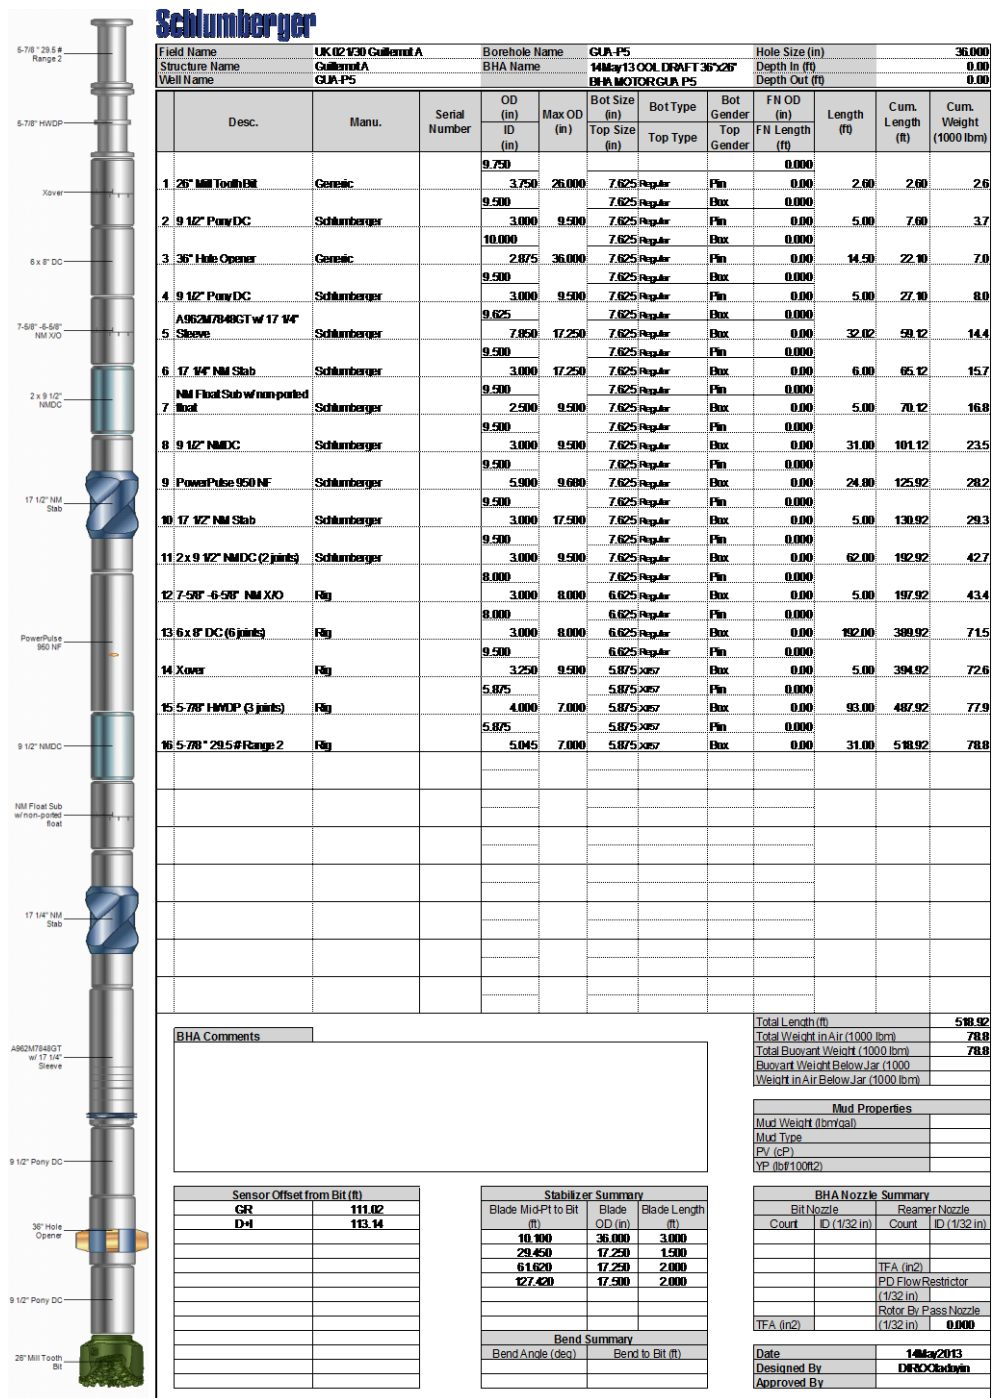 Schlumberger
Field Name UK 021/30 Guillemot A Borehole Name GUA-P5 Hole Size (in) 36.000
Structure Name Guillemot A BHA Name 14May13 OOL DRAFT 36"x26" BHA MOTOR GUA P5 Depth In (ft) 0.00
Well Name GUA-P5 Depth Out (ft) 0.00
Desc. Manu. Serial Number OD (in) ID (in) Max OD (in) Bot Size (in) Top Size (in) Bot Type Top Type Bot Gender Top Gender FN OD (in) FN Length (ft) Length (ft) Cum. Length (ft) Cum. Weight (1000 lbm)
9.750 0.000
1 26" Mill Tooth Bit Generic 3.750 26.000 7.625 Regular Pin 0.00 2.60 2.60 2.6
9.500 7.625 Regular Box 0.000
2 9 1/2" Pony DC Schlumberger 3.000 9.500 7.625 Regular Pin 0.00 5.00 7.60 3.7
10.000 7.625 Regular Box 0.000
3 36" Hole Opener Generic 2.875 36.000 7.625 Regular Pin 0.00 14.50 22.10 7.0
9.500 7.625 Regular Box 0.000
4 9 1/2" Pony DC Schlumberger 3.000 9.500 7.625 Regular Pin 0.00 5.00 27.10 8.0
9.625 7.625 Regular Box 0.000
5 A962M7848GT w/ 17 1/4" Sleeve Schlumberger 7.850 17.250 7.625 Regular Box 0.00 32.02 59.12 14.4
9.500 7.625 Regular Pin 0.000
6 17 1/4" NM Stab Schlumberger 3.000 17.250 7.625 Regular Box 0.00 6.00 65.12 15.7
9.500 7.625 Regular Pin 0.000
7 NM Float Sub w/ non-ported float Schlumberger 2.500 9.500 7.625 Regular Box 0.00 5.00 70.12 16.8
9.500 7.625 Regular Pin 0.000
8 9 1/2" NMDC Schlumberger 3.000 9.500 7.625 Regular Box 0.00 31.00 101.12 23.5
9.500 7.625 Regular Pin 0.000
9 PowerPulse 950 NF Schlumberger 5.900 9.680 7.625 Regular Box 0.00 24.80 125.92 28.2
9.500 7.625 Regular Pin 0.000
10 17 1/2" NM Stab Schlumberger 3.000 17.500 7.625 Regular Box 0.00 5.00 130.92 29.3
9.500 7.625 Regular Pin 0.000
11 2 x 9 1/2" NMDC (2 joints) Schlumberger 3.000 9.500 7.625 Regular Box 0.00 62.00 192.92 42.7
8.000 7.625 Regular Pin 0.000
12 7-5/8" -6-5/8" NM X/O Rig 3.000 8.000 6.625 Regular Box 0.00 5.00 197.92 43.4
8.000 6.625 Regular Pin 0.000
13 6 x 8" DC (6 joints) Rig 3.000 8.000 6.625 Regular Box 0.00 192.00 389.92 71.5
9.500 6.625 Regular Pin 0.000
14 Xover Rig 3.250 9.500 5.875 XT57 Box 0.00 5.00 394.92 72.6
5.875 5.875 XT57 Pin 0.000
15 5-7/8" HWDP (3 joints) Rig 4.000 7.000 5.875 XT57 Box 0.00 93.00 487.92 77.9
5.875 5.875 XT57 Pin 0.000
16 5-7/8 " 29.5 # Range 2 Rig 5.045 7.000 5.875 XT57 Box 0.00 31.00 518.92 78.8
5-7/8 " 29.5 #
Range 2
5-7/8" HWDP
Xover
6 x 8" DC
7-5/8" -6-5/8"
NM X/O
2 x 9 1/2"
NMDC
17 1/2" NM
Stab
PowerPulse
950 NF
9 1/2" NMDC
NM Float Sub
w/ non-ported
float
17 1/4" NM
Stab
A962M7848GT
w/ 17 1/4"
Sleeve
9 1/2" Pony DC
36" Hole
Opener
9 1/2" Pony DC
26" Mill Tooth
Bit
BHA Comments
Total Length (ft) 518.92
Total Weight in Air (1000 lbm) 78.8
Total Buoyant Weight (1000 lbm) 78.8
Buoyant Weight Below Jar (1000
Weight in Air Below Jar (1000 lbm)
Mud Properties
Mud Weight (lbm/gal)
Mud Type
PV (cP)
YP (lbf/100ft2)
Sensor Offset from Bit (ft)
GR 111.02
D+I 113.14
Stabilizer Summary
Blade Mid-Pt to Bit (ft) Blade OD (in) Blade Length (ft)
10.100 36.000 3.000
29.450 17.250 1.500
61.620 17.250 2.000
127.420 17.500 2.000
Bend Summary
Bend Angle (deg) Bend to Bit (ft)
BHA Nozzle Summary
Bit Nozzle Reamer Nozzle
Count ID (1/32 in) Count ID (1/32 in)
TFA (in2)
PD Flow Restrictor
(1/32 in)
Rotor By Pass Nozzle
TFA (in2) (1/32 in) 0.000
Date 14May2013
Designed By
Approved By